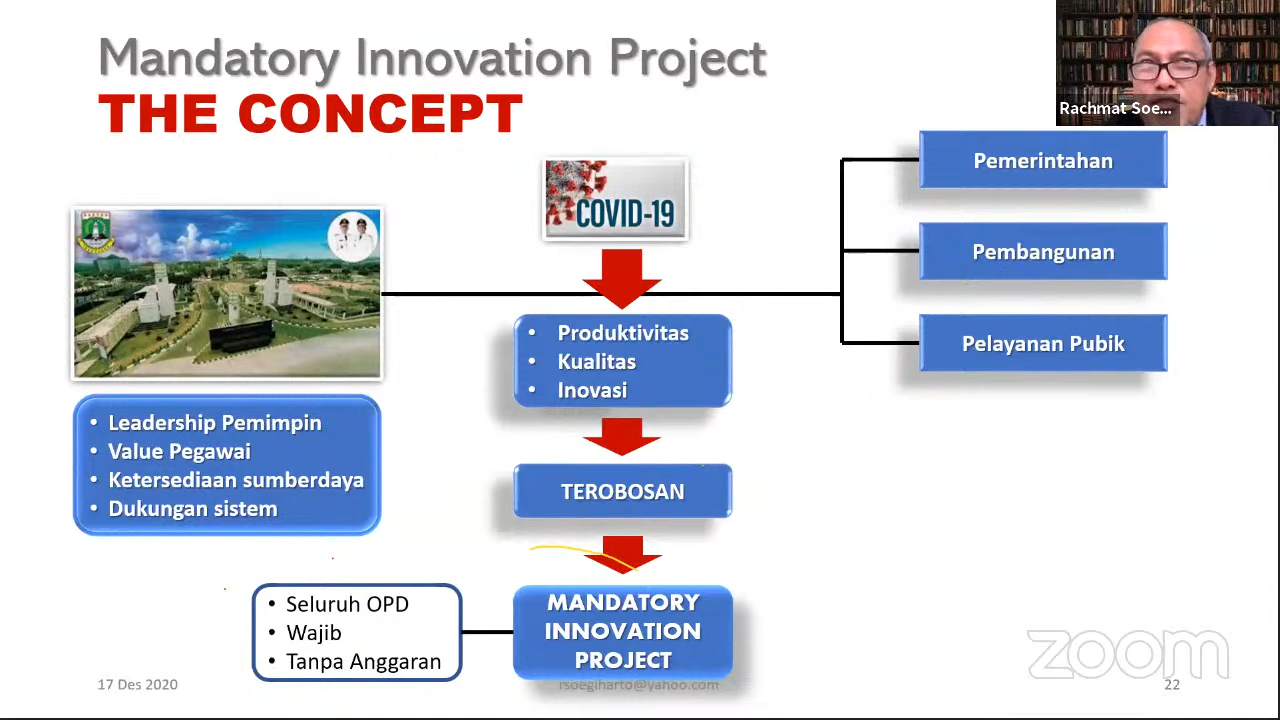 Mandatory Innovation Project
THE CONCEPT
Rachmat Soe...
COVID-19
Pemerintahan
Pembangunan
Pelayanan Pubik
• Produktivitas
• Kualitas
• Inovasi
• Leadership Pemimpin
• Value Pegawai
• Ketersediaan sumberdaya
• Dukungan sistem
TEROBOSAN
• Seluruh OPD
• Wajib
• Tanpa Anggaran
MANDATORY
INNOVATION
PROJECT
zoom
17 Des 2020
rsoegiharto@yahoo.com
22